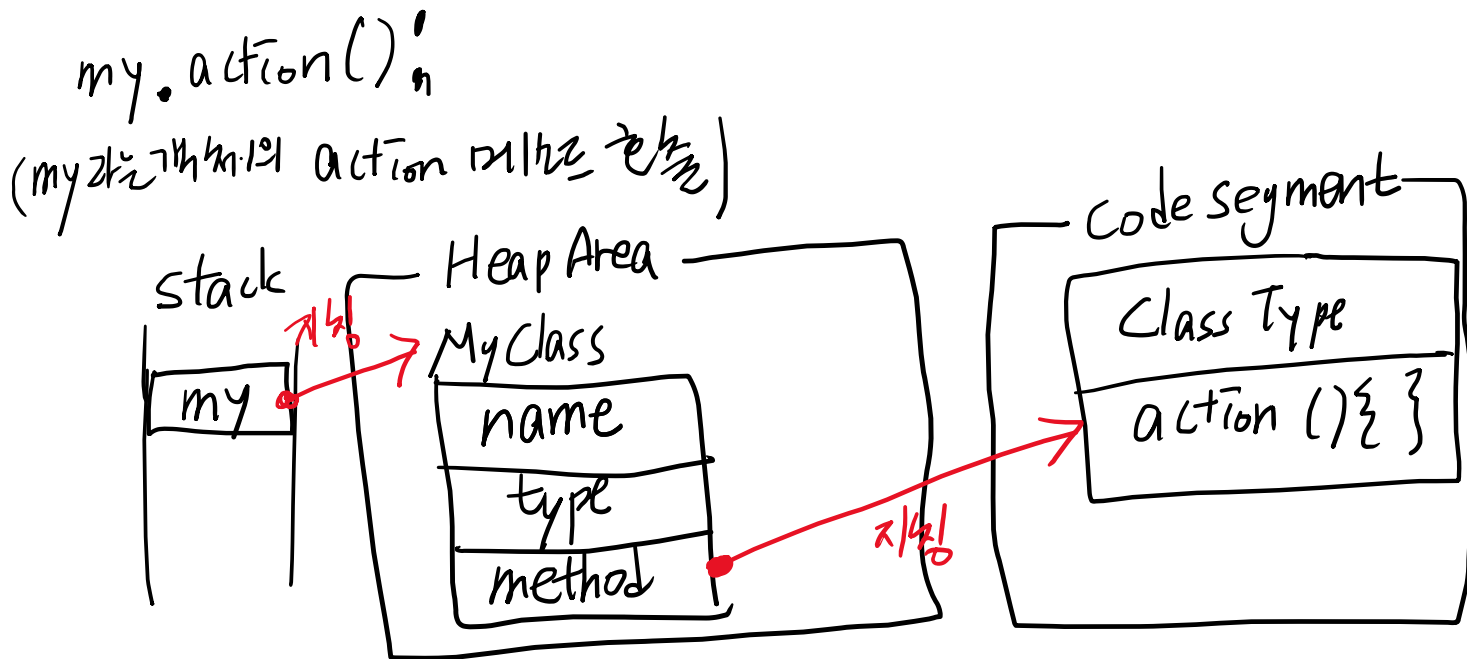 my.action();
(my라는 객체의 action 메서드 호출)
stack
Heap Area
code segment
지칭
MyClass
my
name
type
method
지칭
Class Type
action (){ }